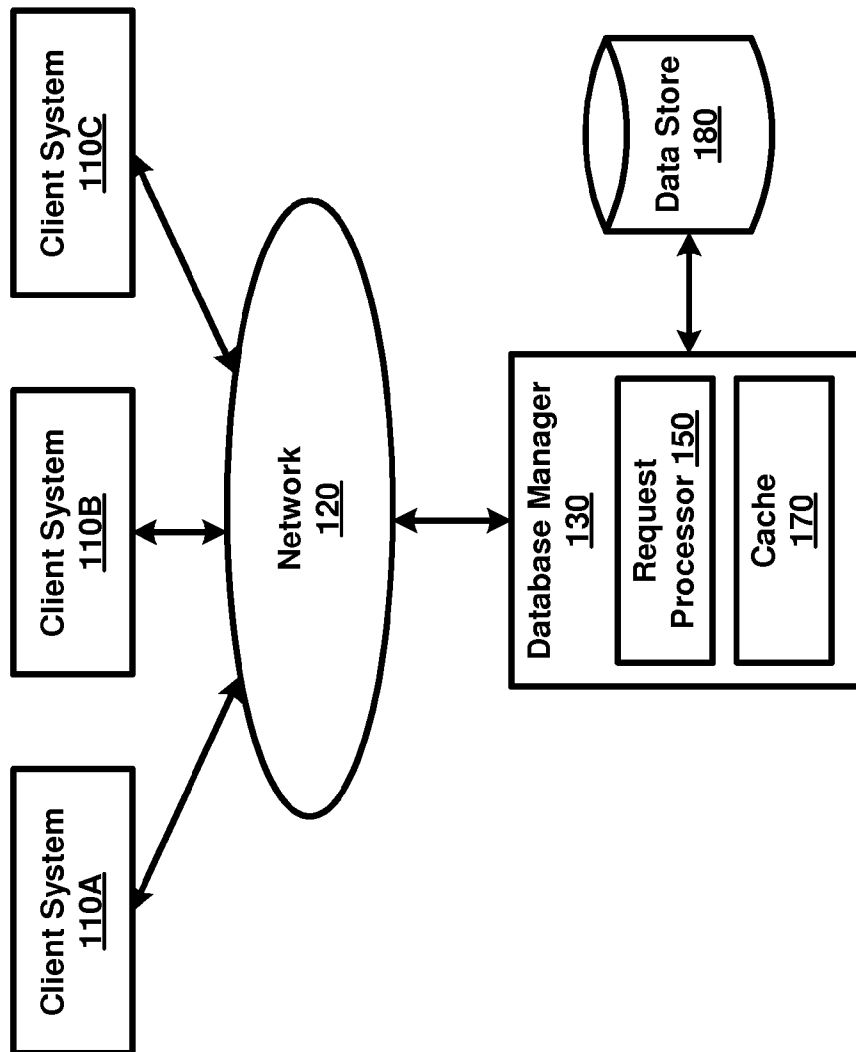 Client System
110A
Client System
110B
Client System
110C
Network
120
Database Manager
130
Request
Processor 150
Cache
170
Data Store
180